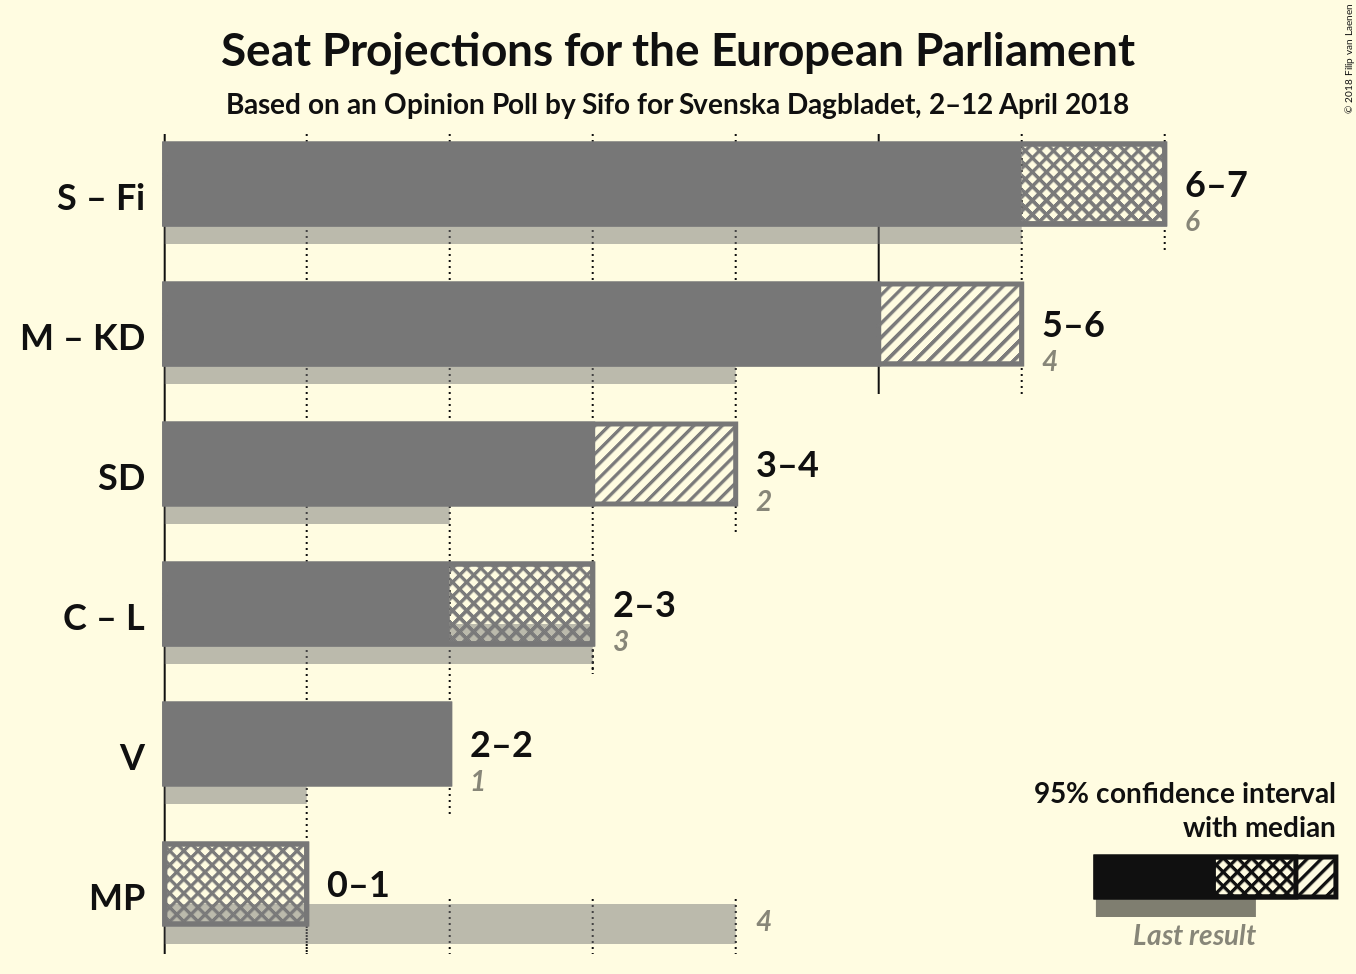 Seat Projections for the European Parliament
Based on an Opinion Poll by Sifo for Svenska Dagbladet, 2–12 April 2018
© 2018 Filip van Laenen
S – Fi
6–7
6
M – KD
5–6
4
SD
3–4
2
C – L
2–3
3
V
2–2
1
MP
0–1
4
95% confidence interval
with median
Last result